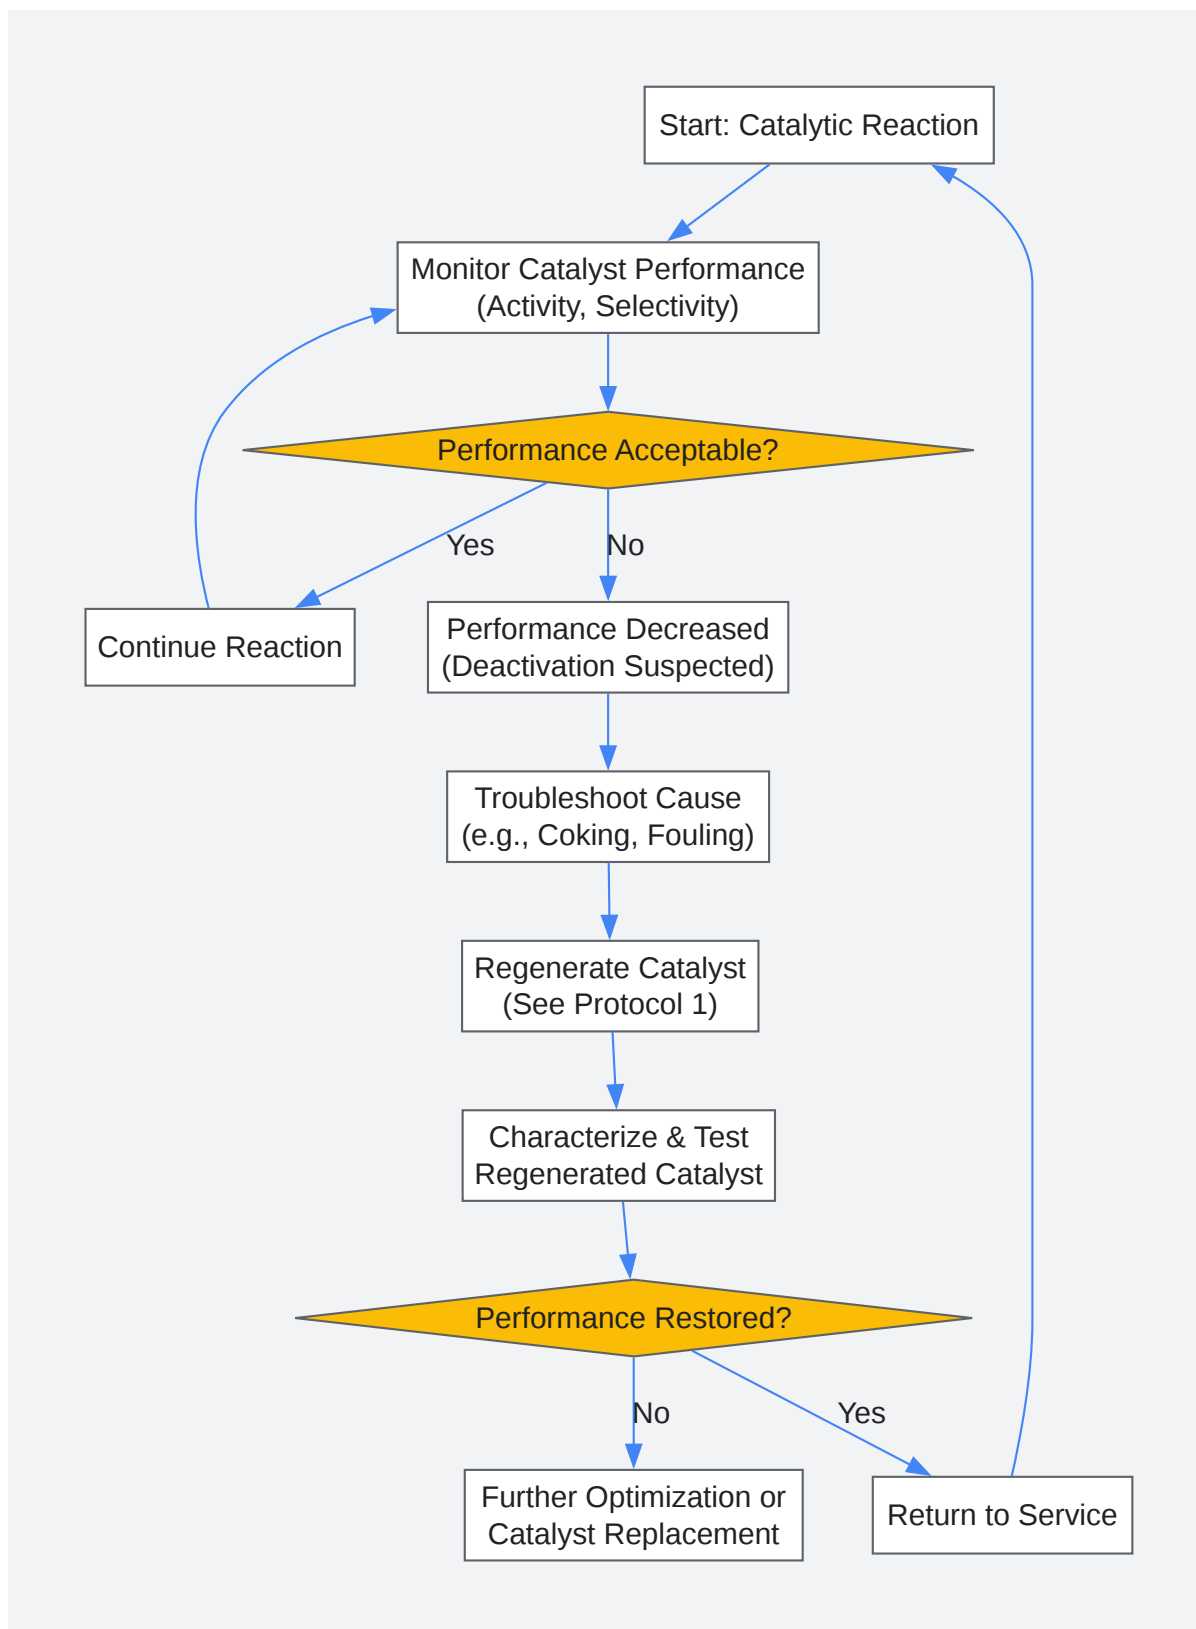 Start: Catalytic Reaction
Monitor Catalyst Performance
(Activity, Selectivity)
Performance Acceptable?
Yes
No
Continue Reaction
Performance Decreased
(Deactivation Suspected)
Troubleshoot Cause
(e.g., Coking, Fouling)
Regenerate Catalyst
(See Protocol 1)
Characterize & Test
Regenerated Catalyst
Performance Restored?
No
Yes
Further Optimization or
Catalyst Replacement
Return to Service